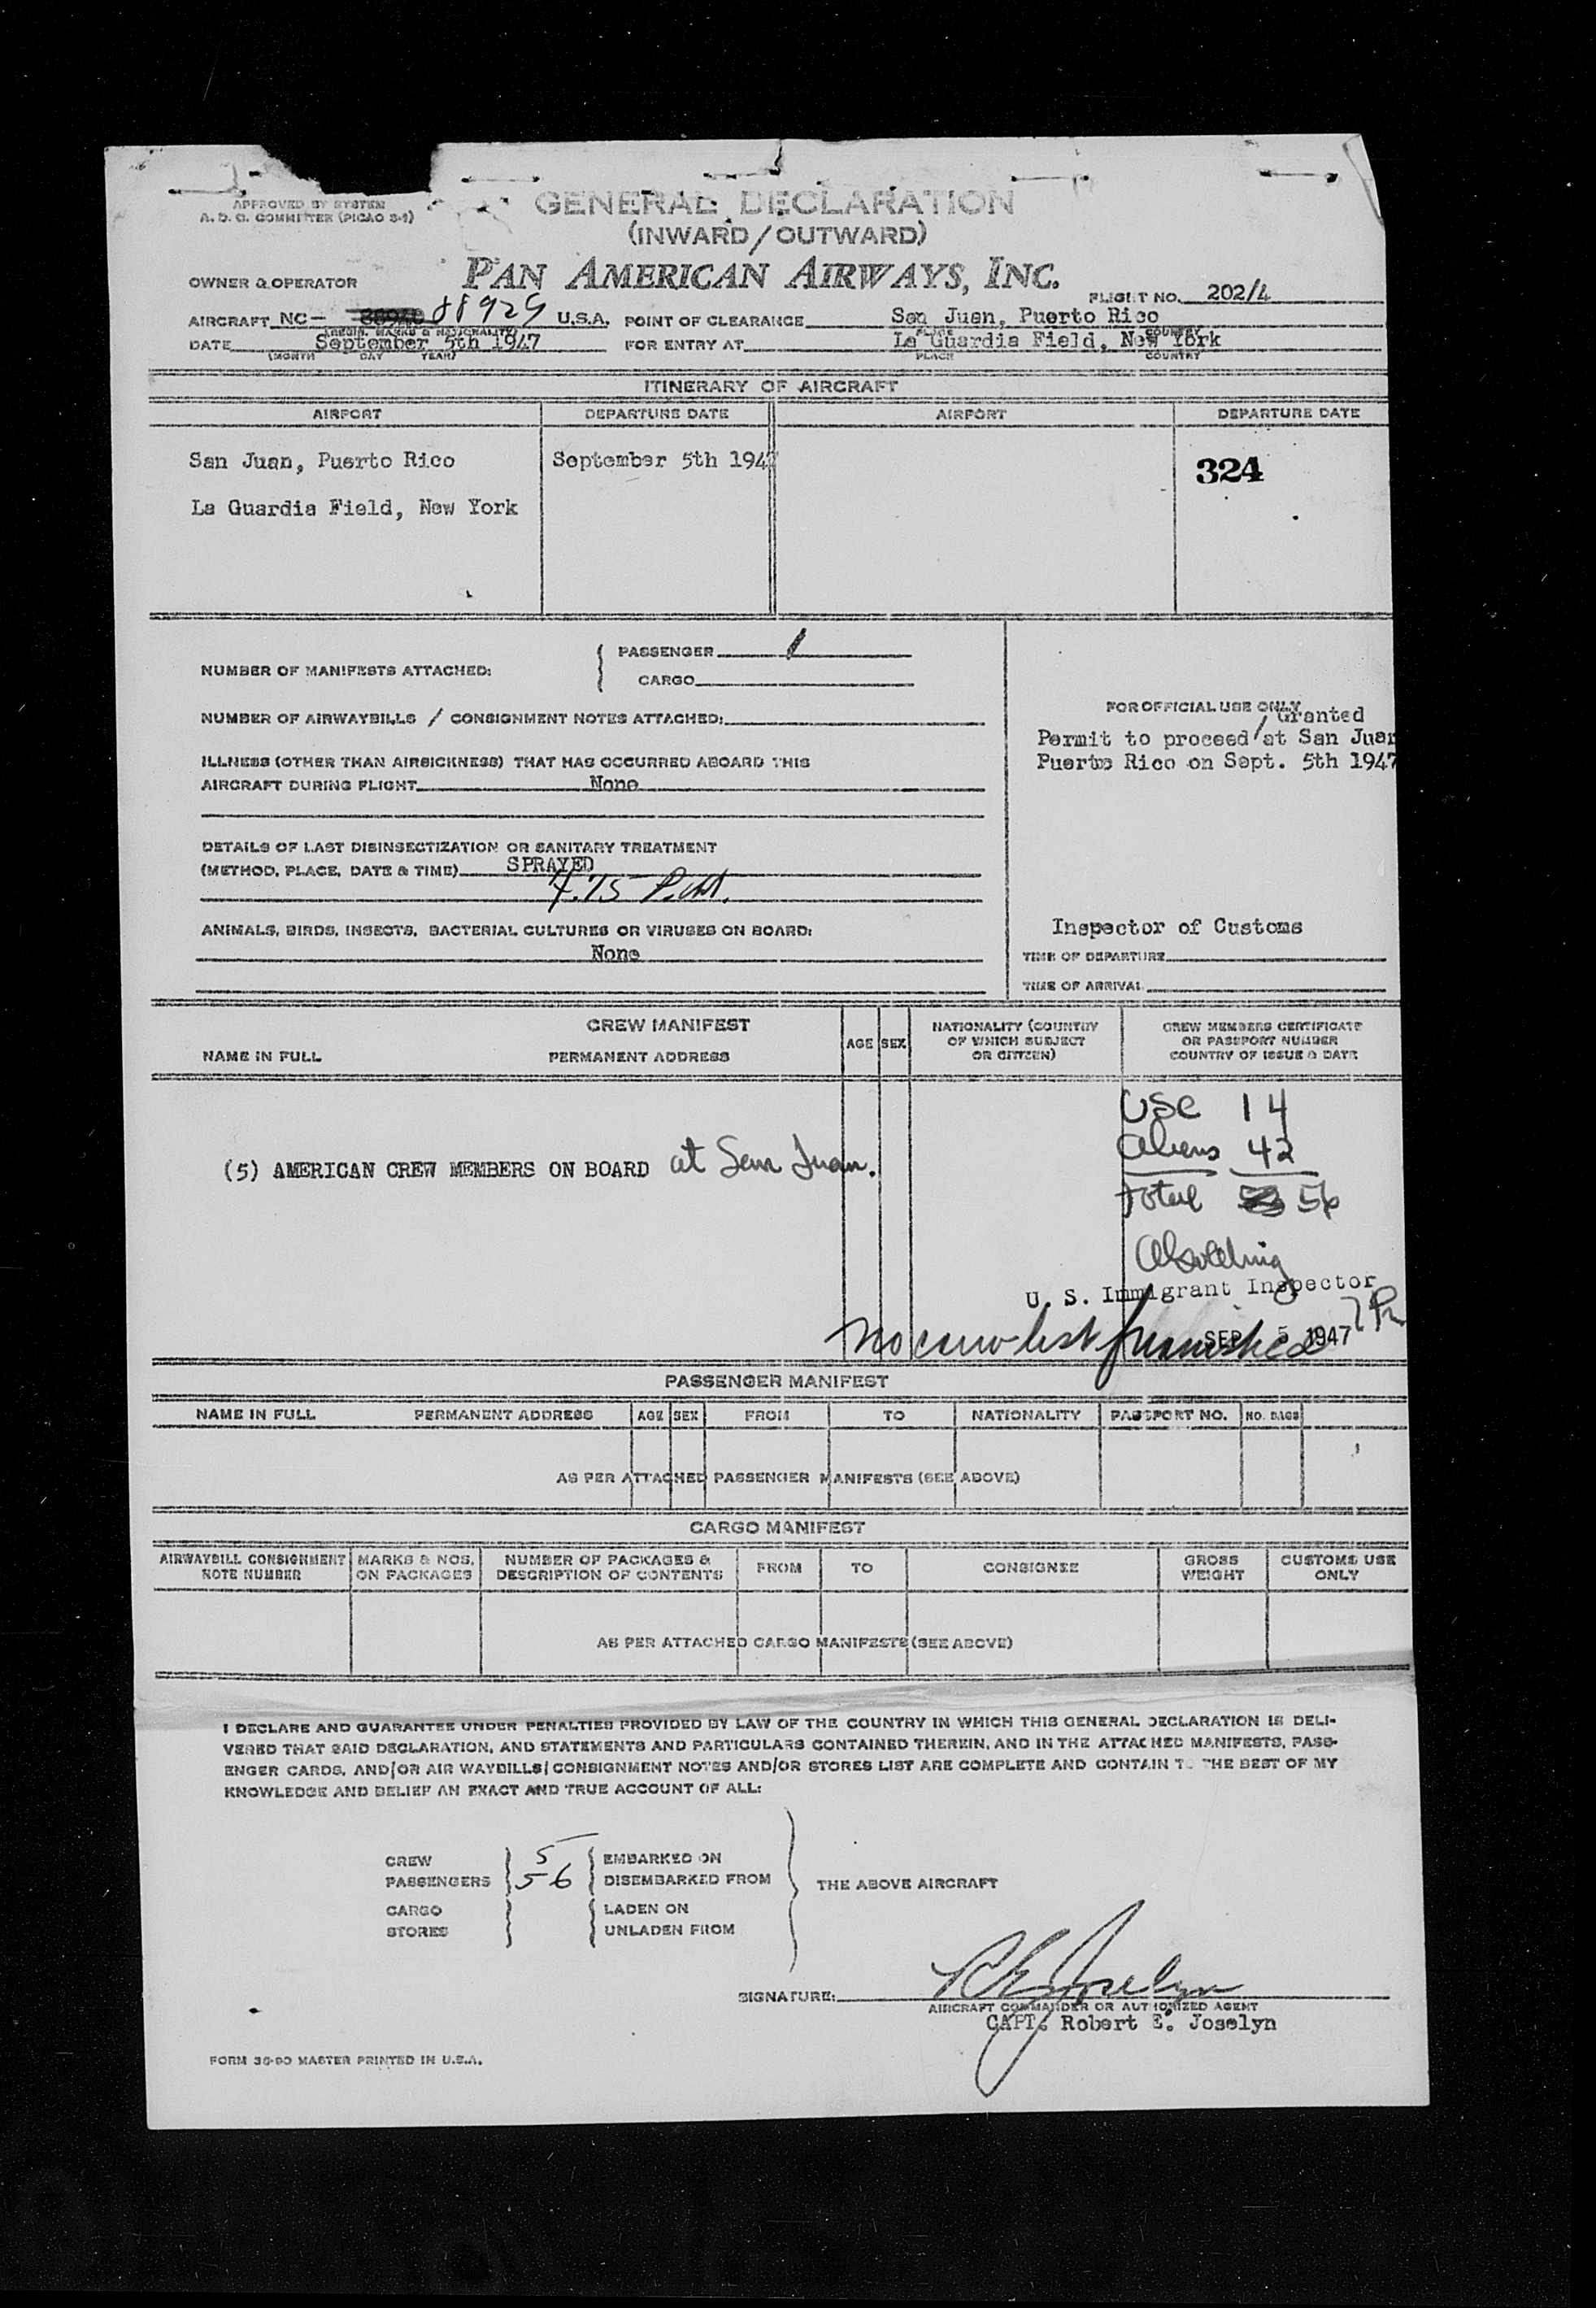 APPROVED BY SYSTEM
A. D. C. COMMITTEE (PICAO 3-1)
GENERAL DECLARATION
(INWARD/OUTWARD)
OWNER & OPERATOR PAN AMERICAN AIRWAYS, INC.
FLIGHT NO. 202/4
AIRCRAFT NC- 88929 U.S.A. POINT OF CLEARANCE San Juan, Puerto Rico
(REGIS. MARKS & NATIONALITY) PLACE COUNTRY
DATE September 5th 1947 FOR ENTRY AT La Guardia Field, New York
(MONTH DAY YEAR) PLACE COUNTRY
ITINERARY OF AIRCRAFT
AIRPORT DEPARTURE DATE AIRPORT DEPARTURE DATE
San Juan, Puerto Rico September 5th 1947 324
La Guardia Field, New York
NUMBER OF MANIFESTS ATTACHED:
PASSENGER 1
CARGO
NUMBER OF AIRWAYBILLS / CONSIGNMENT NOTES ATTACHED:
ILLNESS (OTHER THAN AIRSICKNESS) THAT HAS OCCURRED ABOARD THIS
AIRCRAFT DURING FLIGHT None
DETAILS OF LAST DISINSECTIZATION OR SANITARY TREATMENT
(METHOD, PLACE, DATE & TIME) SPRAYED
P.M.
ANIMALS, BIRDS, INSECTS, BACTERIAL CULTURES OR VIRUSES ON BOARD:
None
FOR OFFICIAL USE ONLY
Granted
Permit to proceed / at San Juan
Puerto Rico on Sept. 5th 1947
Inspector of Customs
TIME OF DEPARTURE
TIME OF ARRIVAL
CREW MANIFEST
NAME IN FULL PERMANENT ADDRESS AGE SEX
NATIONALITY (COUNTRY
OF WHICH SUBJECT
OR CITIZEN)
CREW MEMBERS CERTIFICATE
OR PASSPORT NUMBER
COUNTRY OF ISSUE & DATE
USC 14
Aliens 42
(5) AMERICAN CREW MEMBERS ON BOARD at San Juan.
Total 56
U. S. Immigrant Inspector
SEP 5 1947
No crew list furnished
PASSENGER MANIFEST
NAME IN FULL PERMANENT ADDRESS AGE SEX FROM TO NATIONALITY PASSPORT NO. NO. BAGS
AS PER ATTACHED PASSENGER MANIFESTS (SEE ABOVE)
CARGO MANIFEST
AIRWAYBILL CONSIGNMENT
NOTE NUMBER
MARKS & NOS.
ON PACKAGES
NUMBER OF PACKAGES &
DESCRIPTION OF CONTENTS
FROM TO CONSIGNEE
GROSS
WEIGHT
CUSTOMS USE
ONLY
AS PER ATTACHED CARGO MANIFESTS (SEE ABOVE)
I DECLARE AND GUARANTEE UNDER PENALTIES PROVIDED BY LAW OF THE COUNTRY IN WHICH THIS GENERAL DECLARATION IS DELI-
VERED THAT SAID DECLARATION, AND STATEMENTS AND PARTICULARS CONTAINED THEREIN, AND IN THE ATTACHED MANIFESTS, PASS-
ENGER CARDS, AND/OR AIR WAYBILLS/CONSIGNMENT NOTES AND/OR STORES LIST ARE COMPLETE AND CONTAIN THE BEST OF MY
KNOWLEDGE AND BELIEF AN EXACT AND TRUE ACCOUNT OF ALL:
CREW 5 EMBARKED ON
PASSENGERS 56 DISEMBARKED FROM
THE ABOVE AIRCRAFT
CARGO LADEN ON
STORES UNLADEN FROM
SIGNATURE: R E Joselyn
AIRCRAFT COMMANDER OR AUTHORIZED AGENT
CAPT. Robert E. Joselyn
FORM 36-90 MASTER PRINTED IN U.S.A.